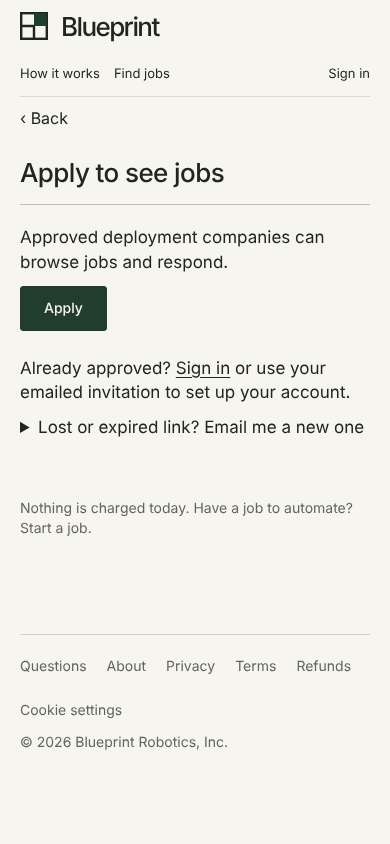 Blueprint
How it works Find jobs Sign in
‹ Back
Apply to see jobs
Approved deployment companies can
browse jobs and respond.
Apply
Already approved? Sign in or use your
emailed invitation to set up your account.
Lost or expired link? Email me a new one
Nothing is charged today. Have a job to automate?
Start a job.
Questions About Privacy Terms Refunds
Cookie settings
© 2026 Blueprint Robotics, Inc.